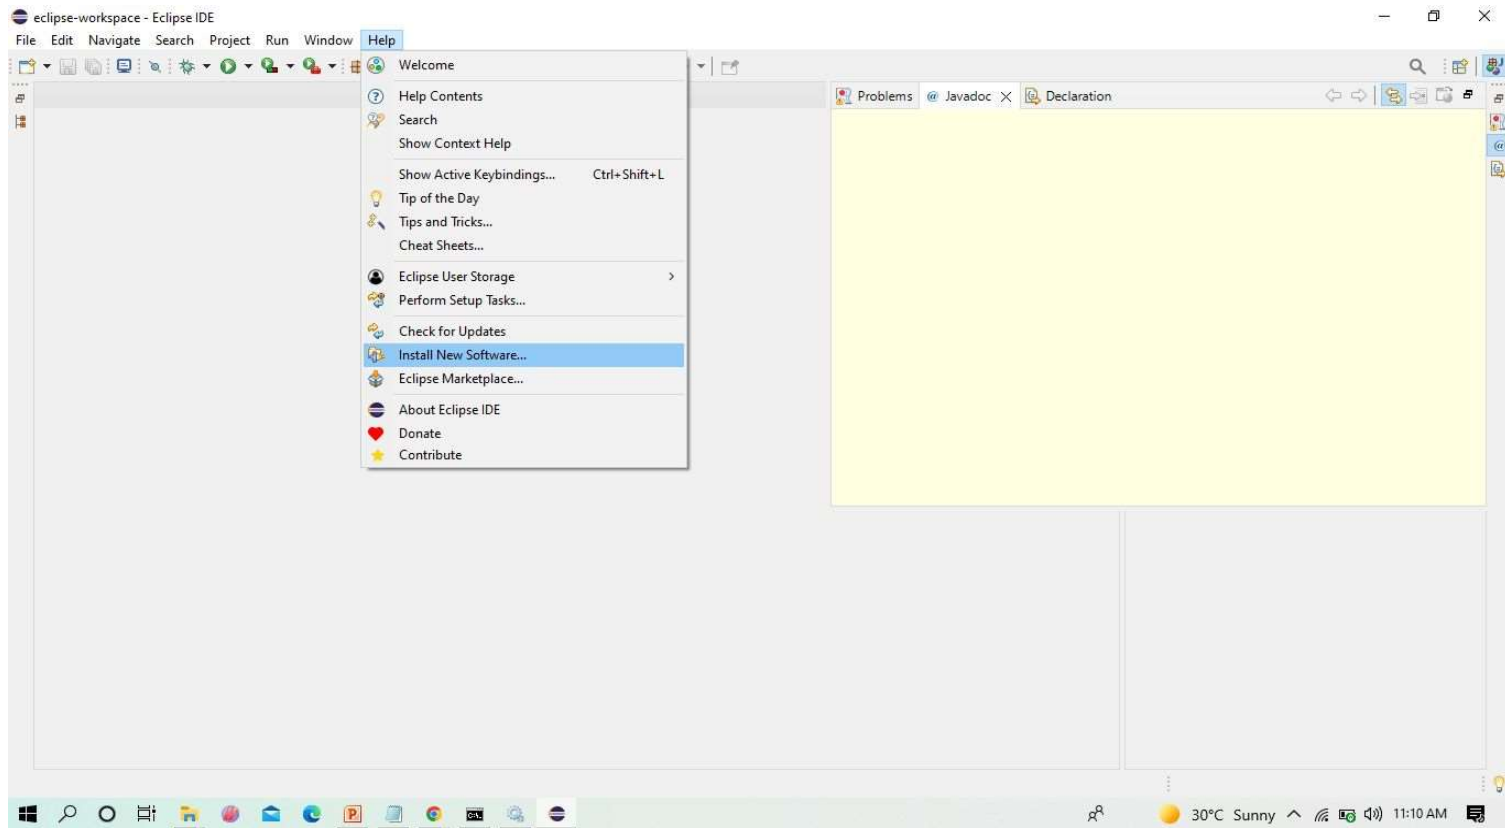 eclipse-workspace - Eclipse IDE
File Edit Navigate Search Project Run Window Help
Welcome
Help Contents
Search
Show Context Help
Show Active Keybindings... Ctrl+Shift+L
Tip of the Day
Tips and Tricks...
Cheat Sheets...
Eclipse User Storage
Perform Setup Tasks...
Check for Updates
Install New Software...
Eclipse Marketplace...
About Eclipse IDE
Donate
Contribute
Problems @ Javadoc Declaration
30°C Sunny 11:10 AM